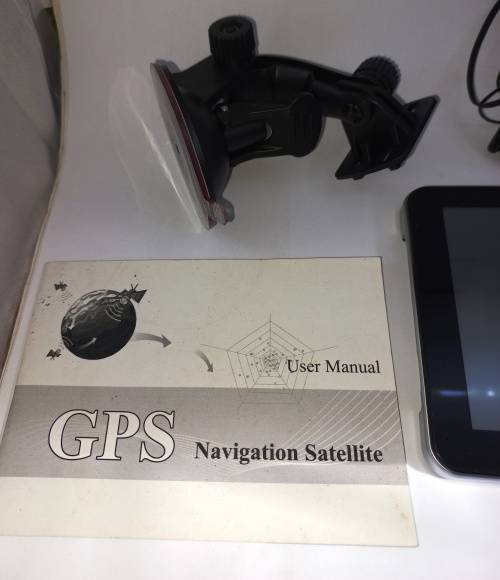 User Manual
GPS Navigation Satellite